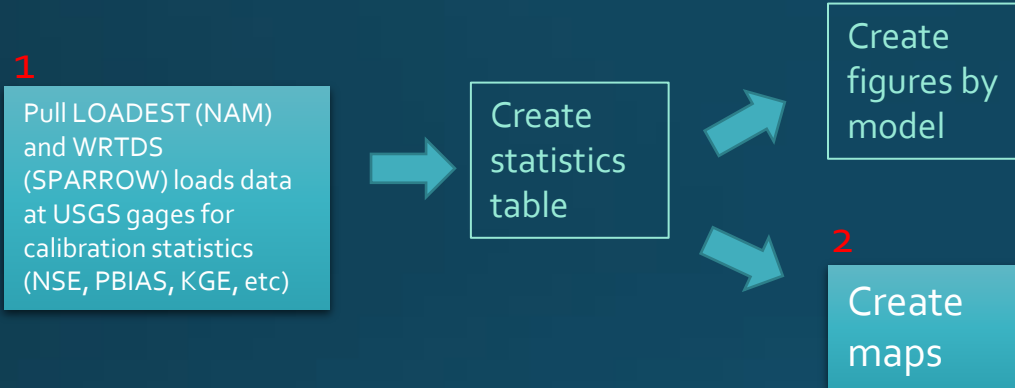 1
Pull LOADEST (NAM)
and WRTDS
(SPARROW) loads data
at USGS gages for
calibration statistics
(NSE, PBIAS, KGE, etc)
Create
statistics
table
Create
figures by
model
2
Create
maps